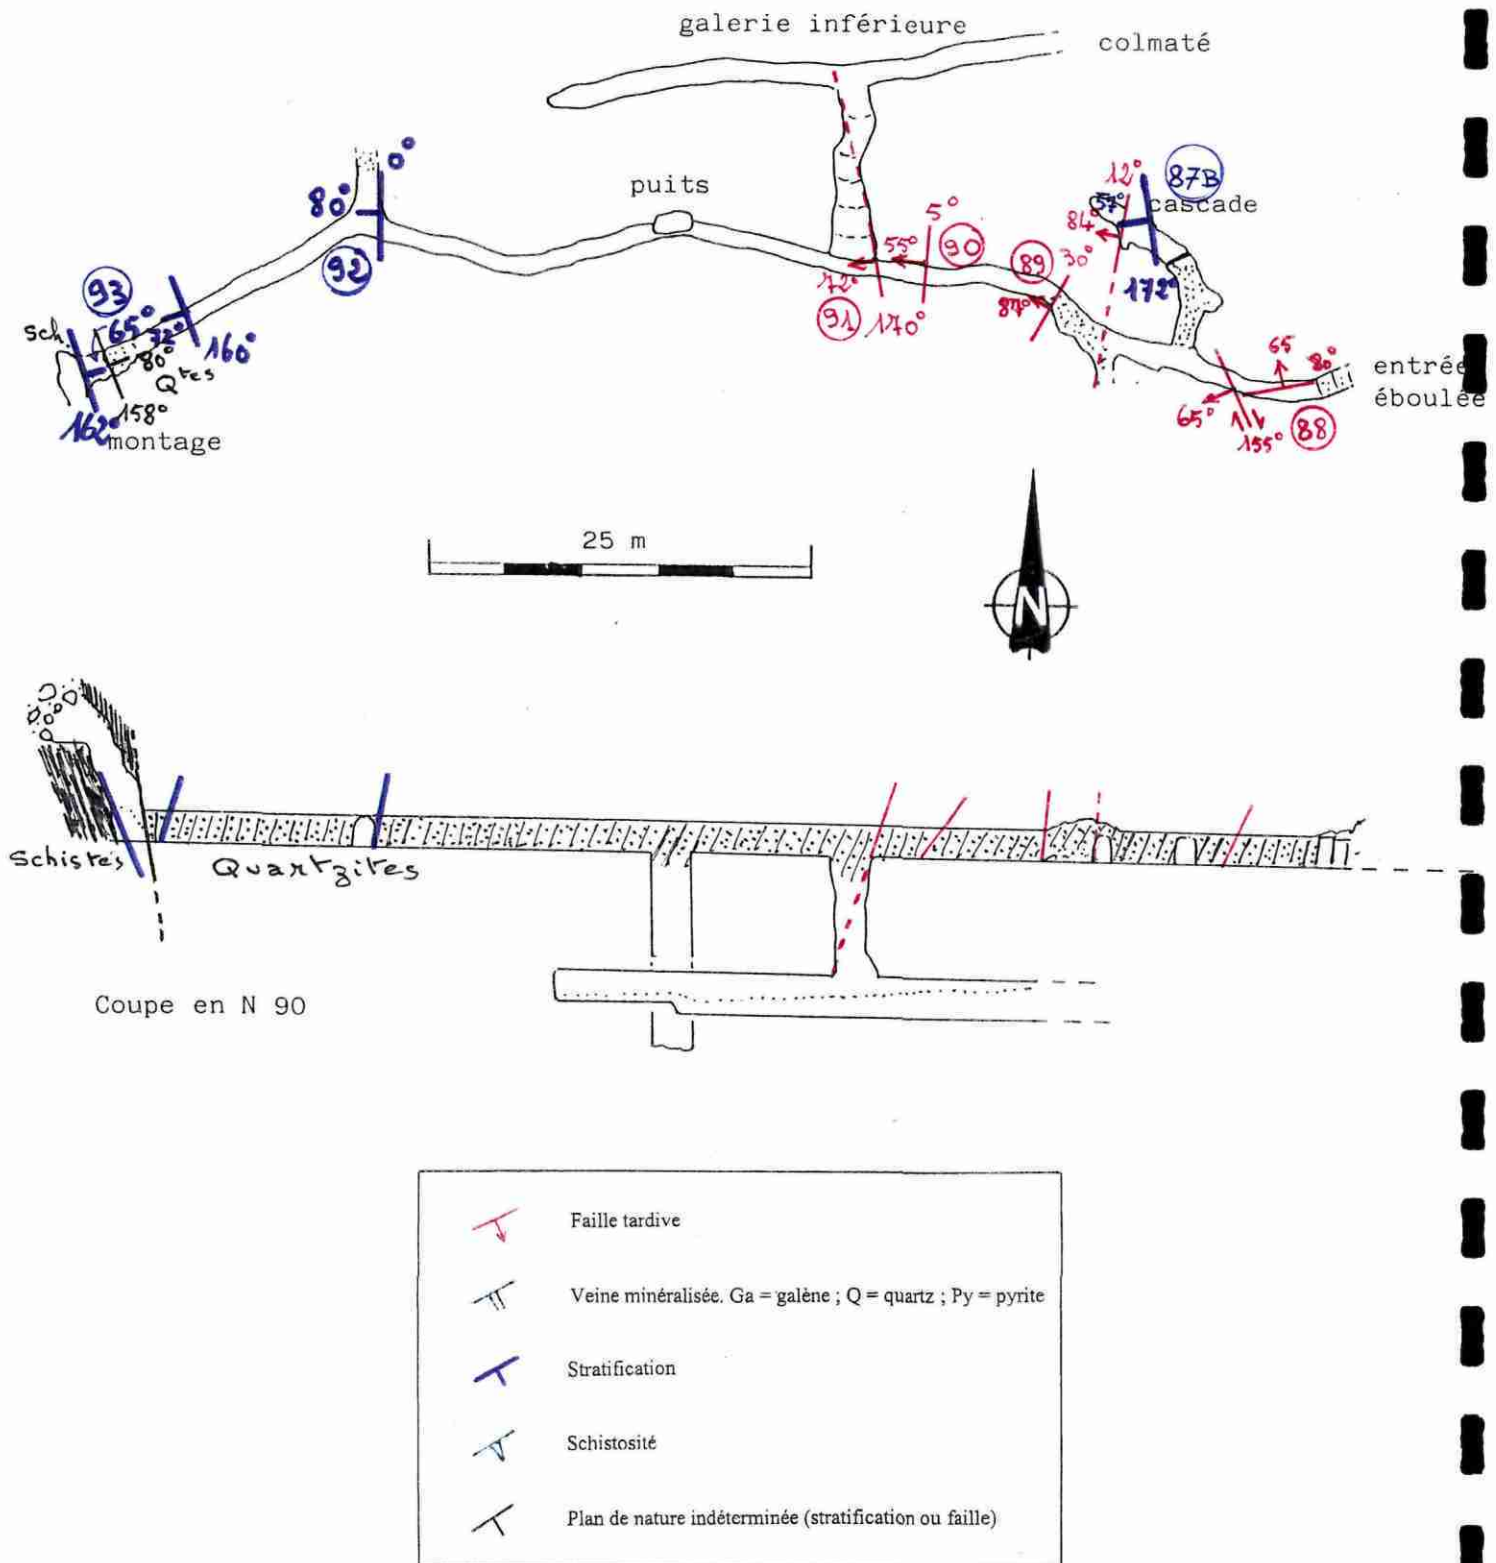 galerie inférieure
colmaté
0°
80°
92
puits
12°
87B
57°
cascade
84°
172°
5°
55°
90
72°
91
170°
89
30°
87°
93
65°
72°
160°
sch.
80°
Qtes
158°
162°
montage
65
80°
65°
155°
88
entrée
éboulée
25 m
N
Schistes
Quartzites
Coupe en N 90
Faille tardive
Veine minéralisée. Ga = galène ; Q = quartz ; Py = pyrite
Stratification
Schistosité
Plan de nature indéterminée (stratification ou faille)